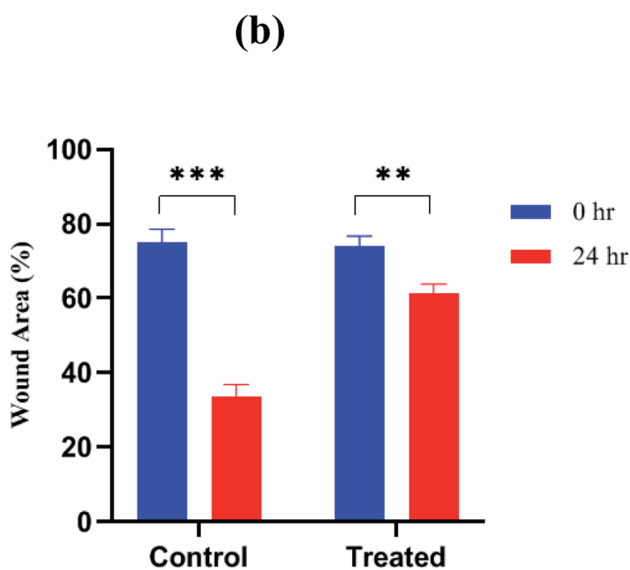 (b)
Wound Area (%)
100
80
60
40
20
0
***
**
Control
Treated
0 hr
24 hr